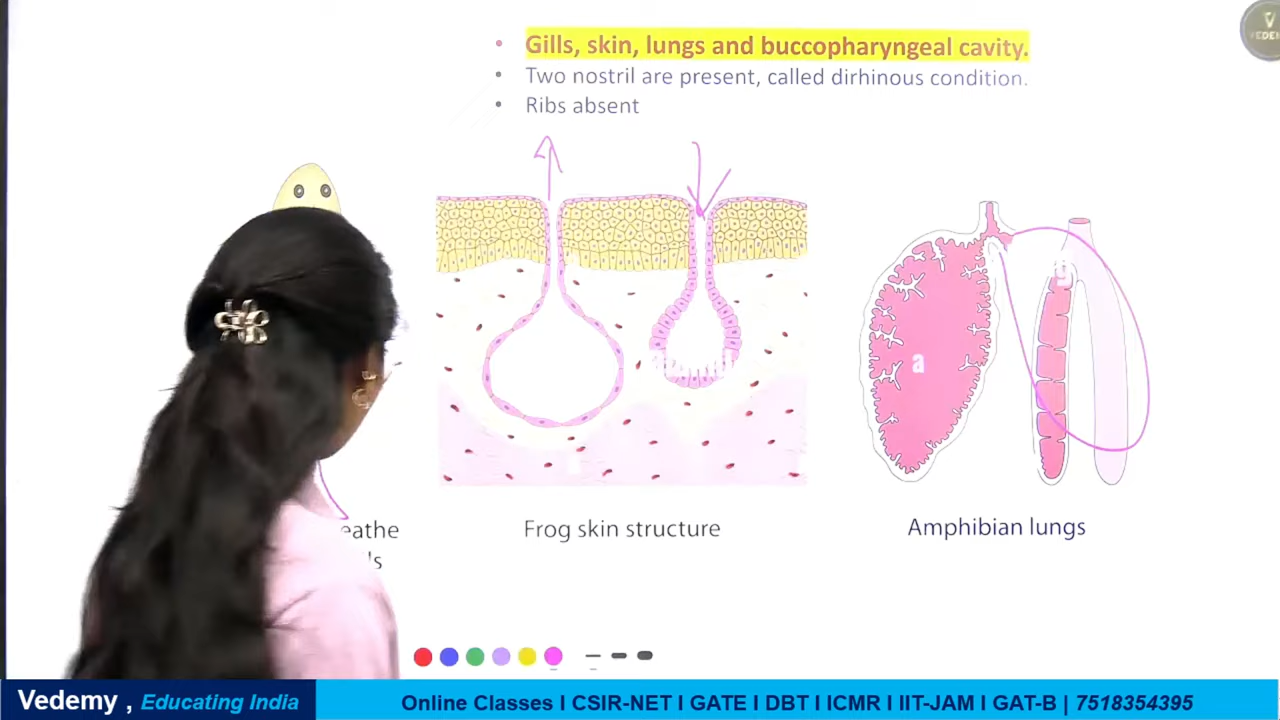 • Gills, skin, lungs and buccopharyngeal cavity.
• Two nostril are present, called dirhinous condition.
• Ribs absent
a
Frog skin structure
Amphibian lungs
Vedemy , Educating India
Online Classes I CSIR-NET I GATE I DBT I ICMR I IIT-JAM I GAT-B | 7518354395